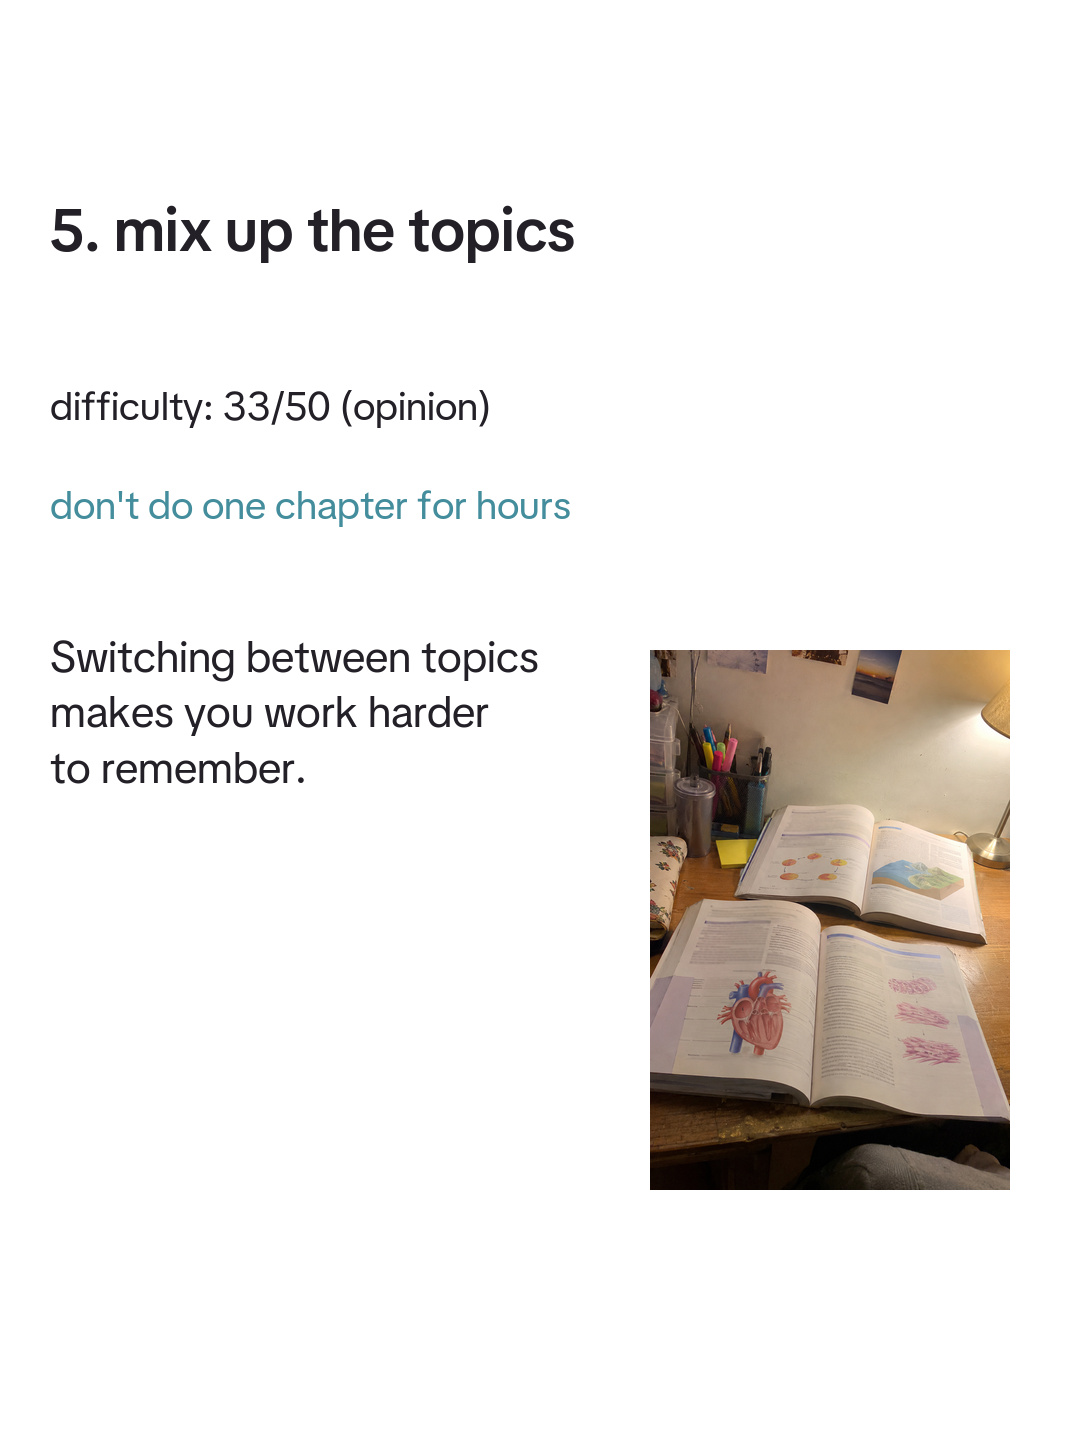 5. mix up the topics
difficulty: 33/50 (opinion)
don't do one chapter for hours
Switching between topics
makes you work harder
to remember.